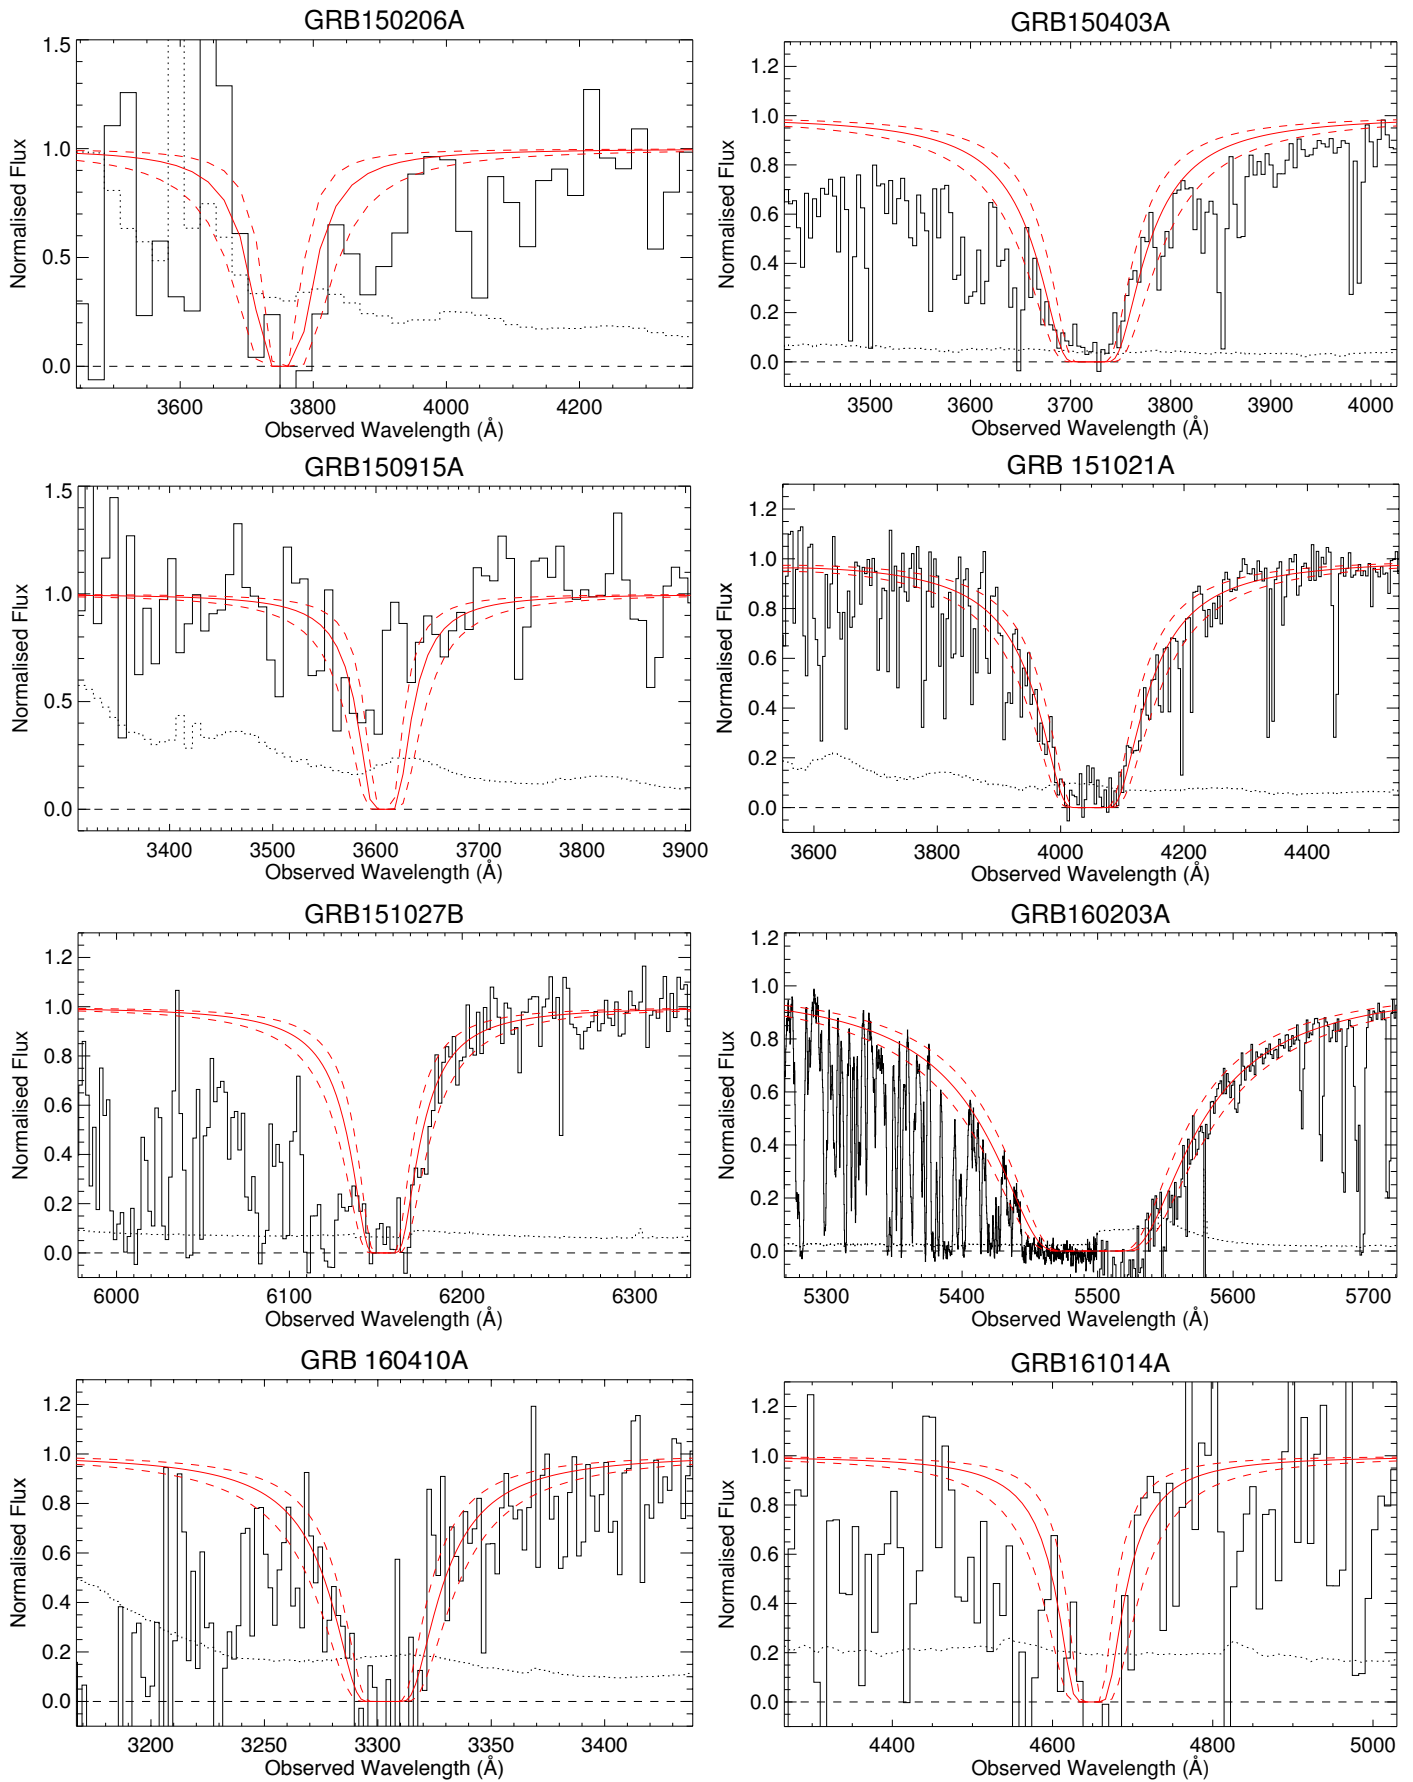 GRB150206A
1.5
1.0
0.5
0.0
Normalised Flux
3600 3800 4000 4200
Observed Wavelength (Å)
GRB150403A
1.2
1.0
0.8
0.6
0.4
0.2
0.0
Normalised Flux
3500 3600 3700 3800 3900 4000
Observed Wavelength (Å)
GRB150915A
1.5
1.0
0.5
0.0
Normalised Flux
3400 3500 3600 3700 3800 3900
Observed Wavelength (Å)
GRB 151021A
1.2
1.0
0.8
0.6
0.4
0.2
0.0
Normalised Flux
3600 3800 4000 4200 4400
Observed Wavelength (Å)
GRB151027B
1.2
1.0
0.8
0.6
0.4
0.2
0.0
Normalised Flux
6000 6100 6200 6300
Observed Wavelength (Å)
GRB160203A
1.2
1.0
0.8
0.6
0.4
0.2
0.0
Normalised Flux
5300 5400 5500 5600 5700
Observed Wavelength (Å)
GRB 160410A
1.2
1.0
0.8
0.6
0.4
0.2
0.0
Normalised Flux
3200 3250 3300 3350 3400
Observed Wavelength (Å)
GRB161014A
1.2
1.0
0.8
0.6
0.4
0.2
0.0
Normalised Flux
4400 4600 4800 5000
Observed Wavelength (Å)